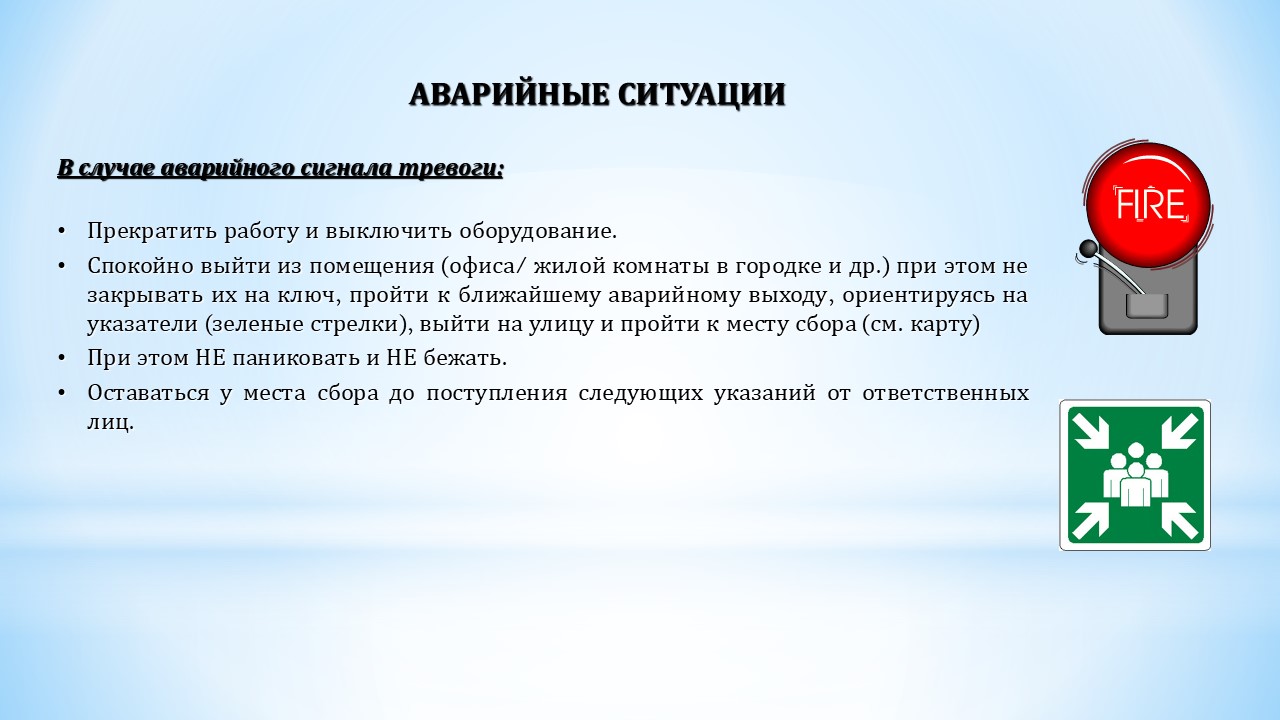 АВАРИЙНЫЕ СИТУАЦИИ
В случае аварийного сигнала тревоги:
• Прекратить работу и выключить оборудование.
• Спокойно выйти из помещения (офиса/ жилой комнаты в городке и др.) при этом не
закрывать их на ключ, пройти к ближайшему аварийному выходу, ориентируясь на
указатели (зеленые стрелки), выйти на улицу и пройти к месту сбора (см. карту)
• При этом НЕ паниковать и НЕ бежать.
• Оставаться у места сбора до поступления следующих указаний от ответственных
лиц.
FIRE